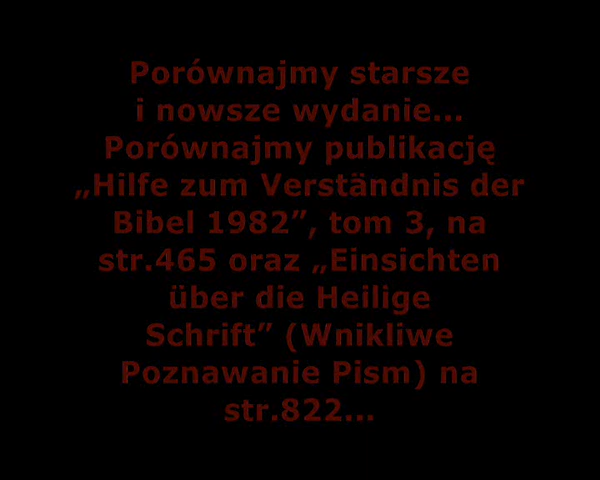 Porównajmy starsze
i nowsze wydanie...
Porównajmy publikację
„Hilfe zum Verständnis der
Bibel 1982”, tom 3, na
str.465 oraz „Einsichten
über die Heilige
Schrift” (Wnikliwe
Poznawanie Pism) na
str.822...